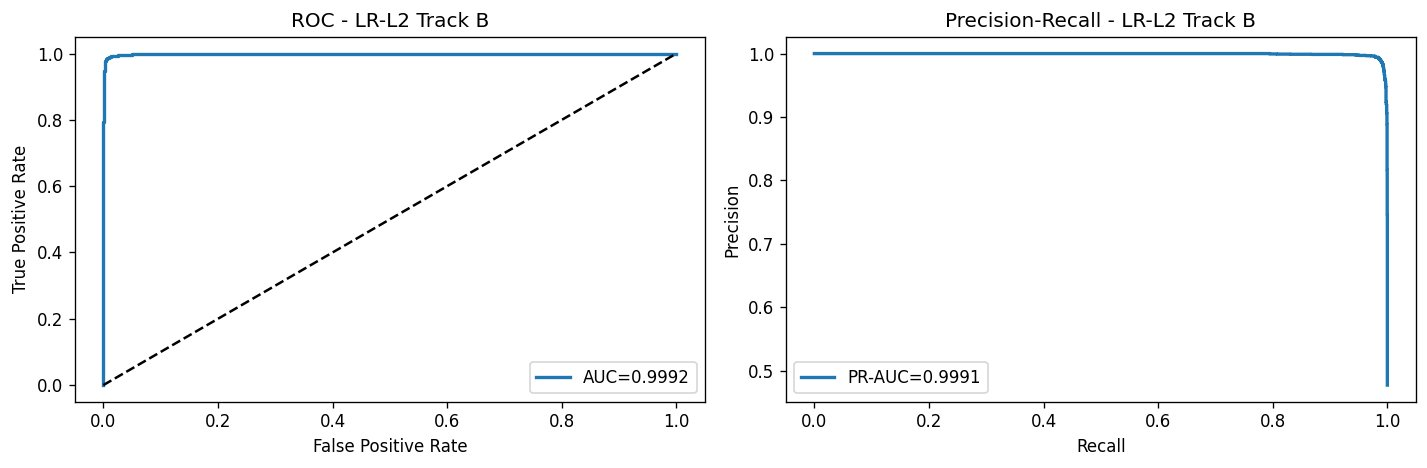 ROC - LR-L2 Track B
True Positive Rate
1.0
0.8
0.6
0.4
0.2
0.0
AUC=0.9992
0.0 0.2 0.4 0.6 0.8 1.0
False Positive Rate
Precision-Recall - LR-L2 Track B
Precision
1.0
0.9
0.8
0.7
0.6
0.5
PR-AUC=0.9991
0.0 0.2 0.4 0.6 0.8 1.0
Recall